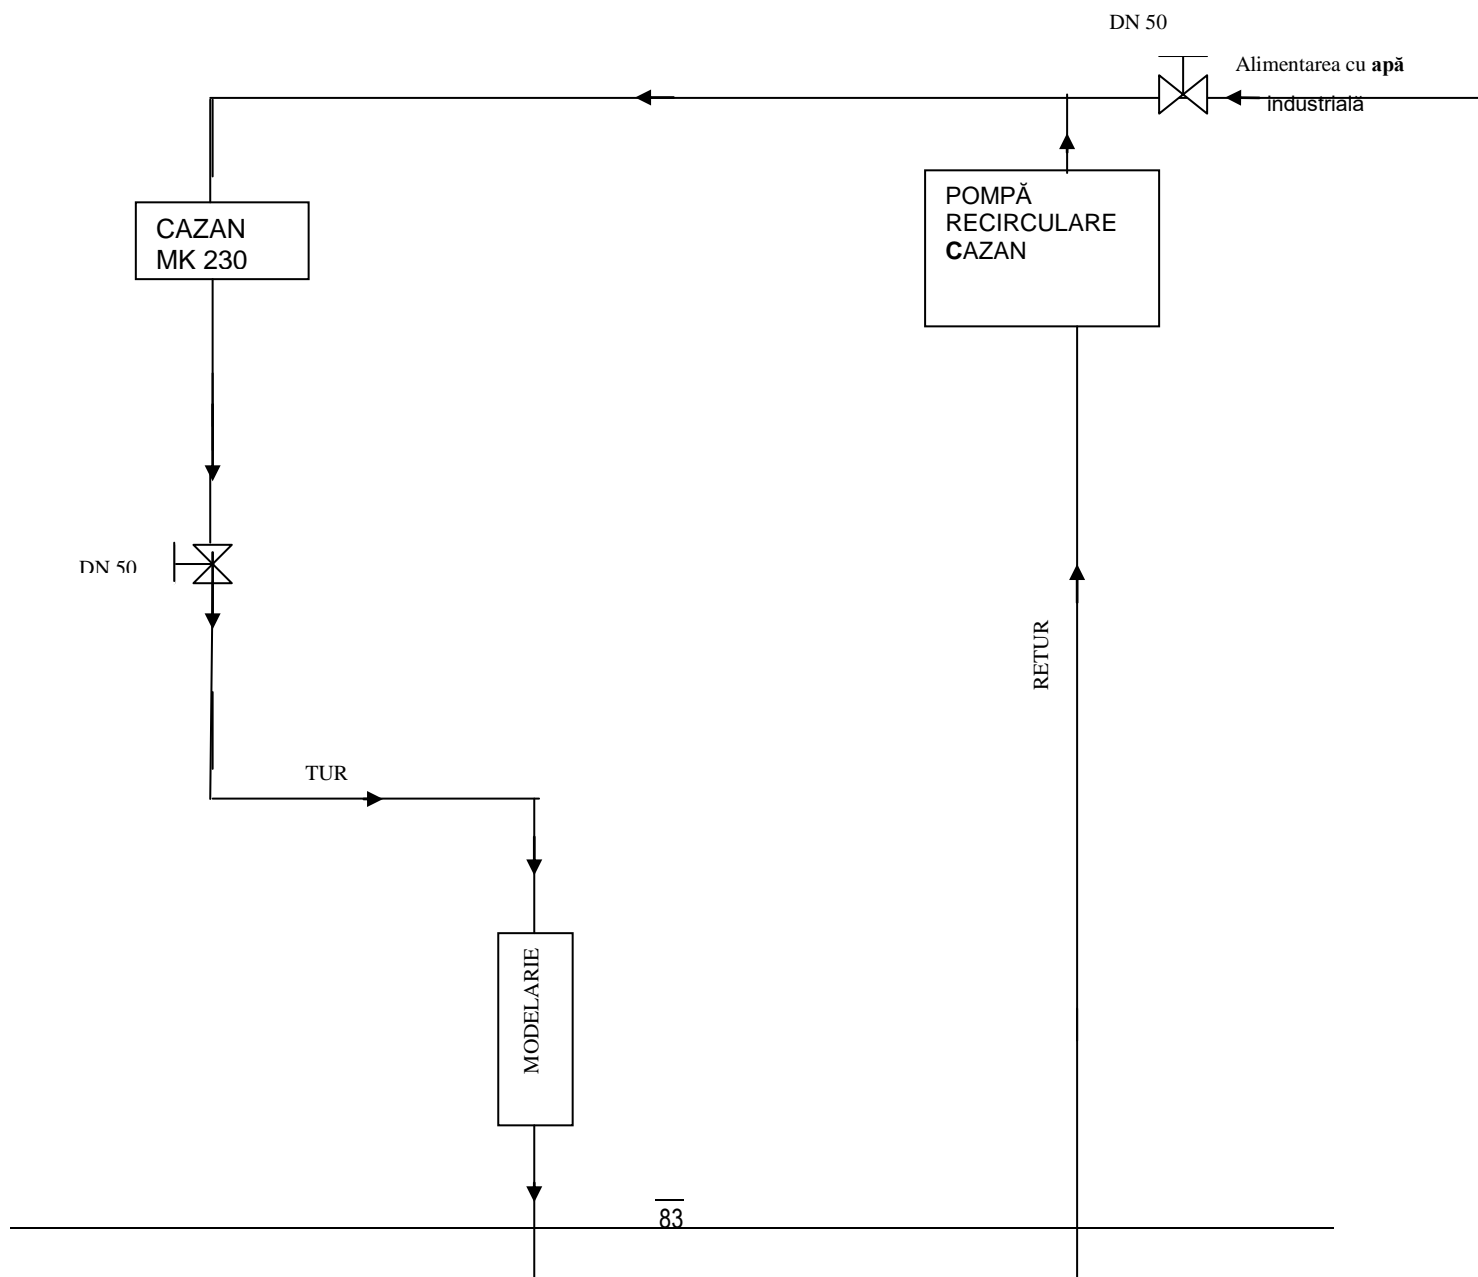 DN 50
Alimentarea cu apă
industrială
POMPĂ
RECIRCULARE
CAZAN
CAZAN
MK 230
DN 50
RETUR
TUR
MODELARIE
83